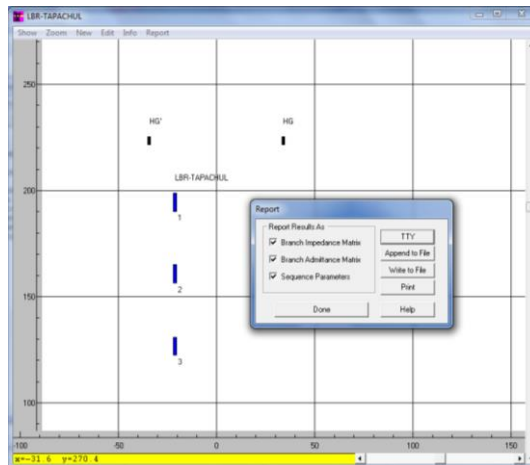 LBR-TAPACHUL
Show Zoom New Edit Info Report
250
HG' HG
LBR-TAPACHUL
200
1
Report
Report Results As
Branch Impedance Matrix
Branch Admittance Matrix
Sequence Parameters
TTY
Append to File
Write to File
Print
Done
Help
2
150
3
100
-100 -50 0 50 100 150
x=-31.6 y=270.4